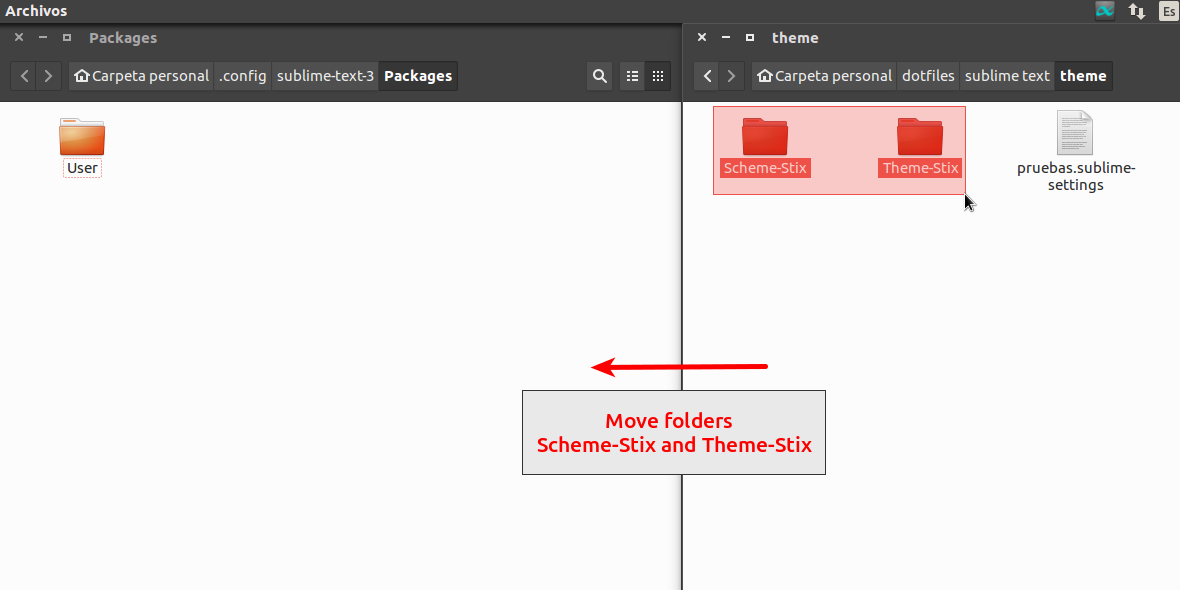 Archivos
Es
Packages
theme
Carpeta personal .config sublime-text-3 Packages
Carpeta personal dotfiles sublime text theme
User
Scheme-Stix
Theme-Stix
pruebas.sublime-
settings
Move folders
Scheme-Stix and Theme-Stix